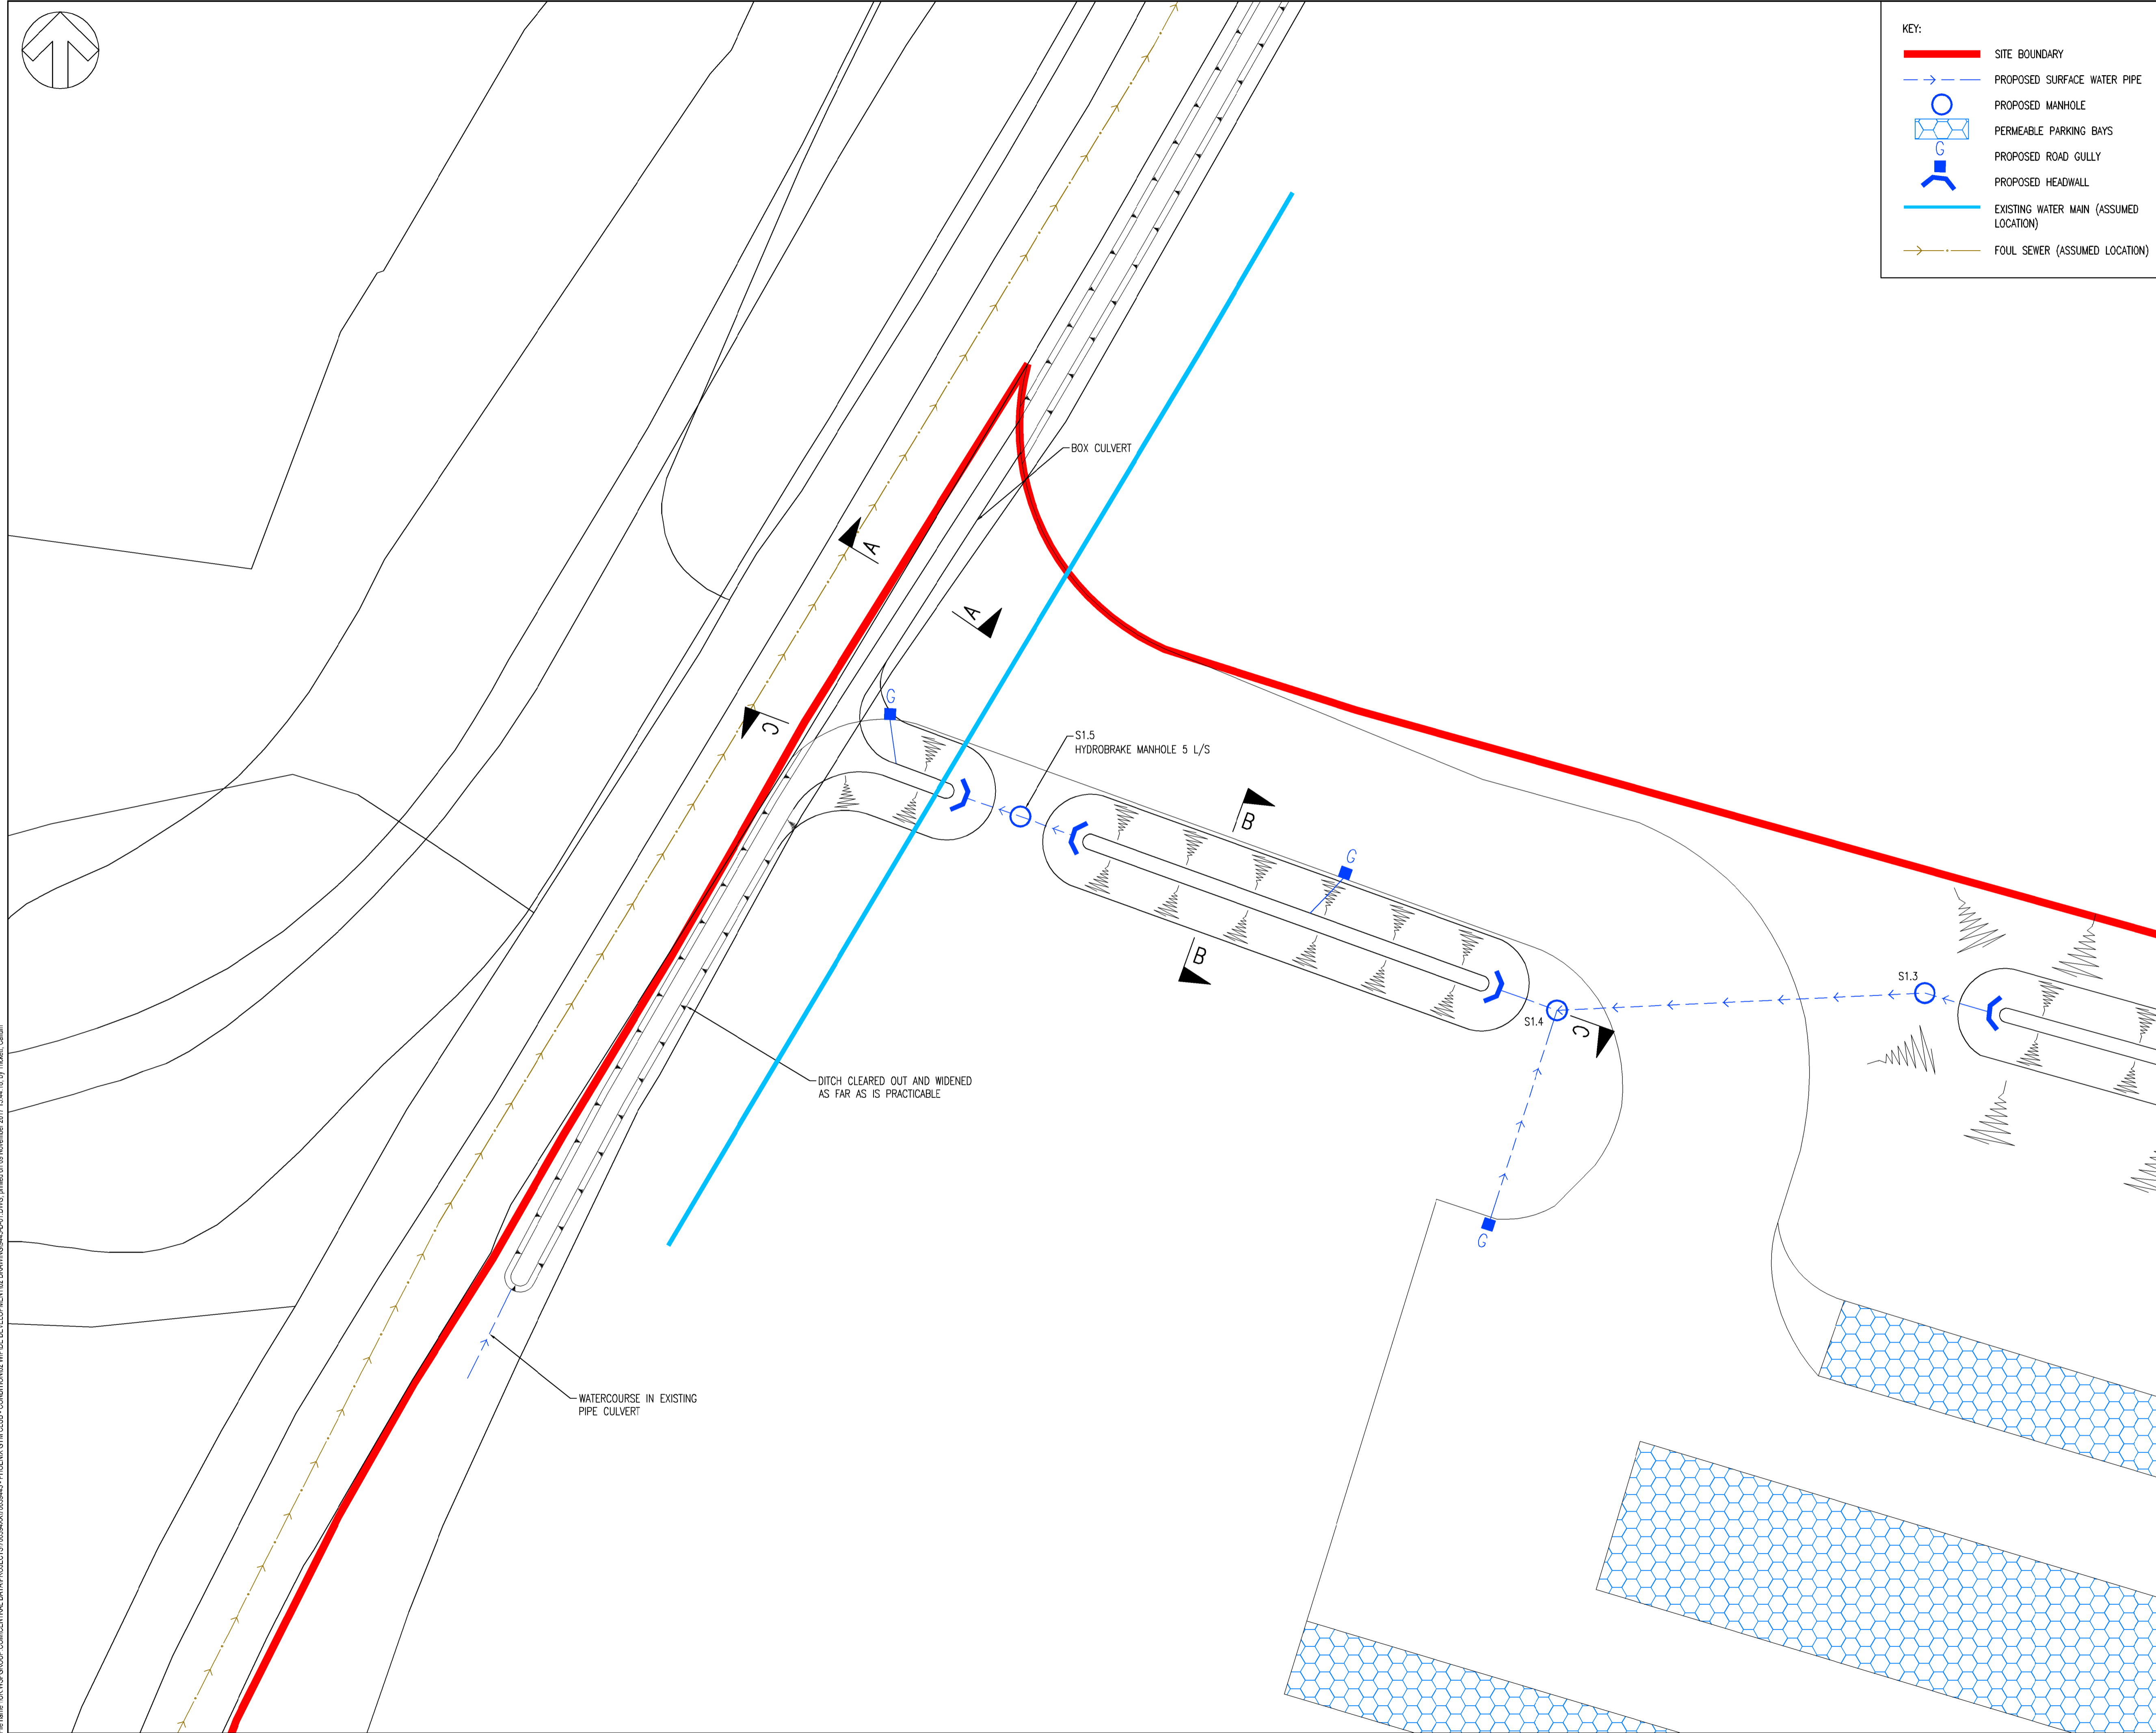 KEY:
SITE BOUNDARY
PROPOSED SURFACE WATER PIPE
PROPOSED MANHOLE
PERMEABLE PARKING BAYS
G
PROPOSED ROAD GULLY
PROPOSED HEADWALL
EXISTING WATER MAIN (ASSUMED
LOCATION)
FOUL SEWER (ASSUMED LOCATION)
BOX CULVERT
A
A
C
G
S1.5
HYDROBRAKE MANHOLE 5 L/S
B
G
B
S1.3
S1.4
C
DITCH CLEARED OUT AND WIDENED
AS FAR AS IS PRACTICABLE
G
WATERCOURSE IN EXISTING
PIPE CULVERT